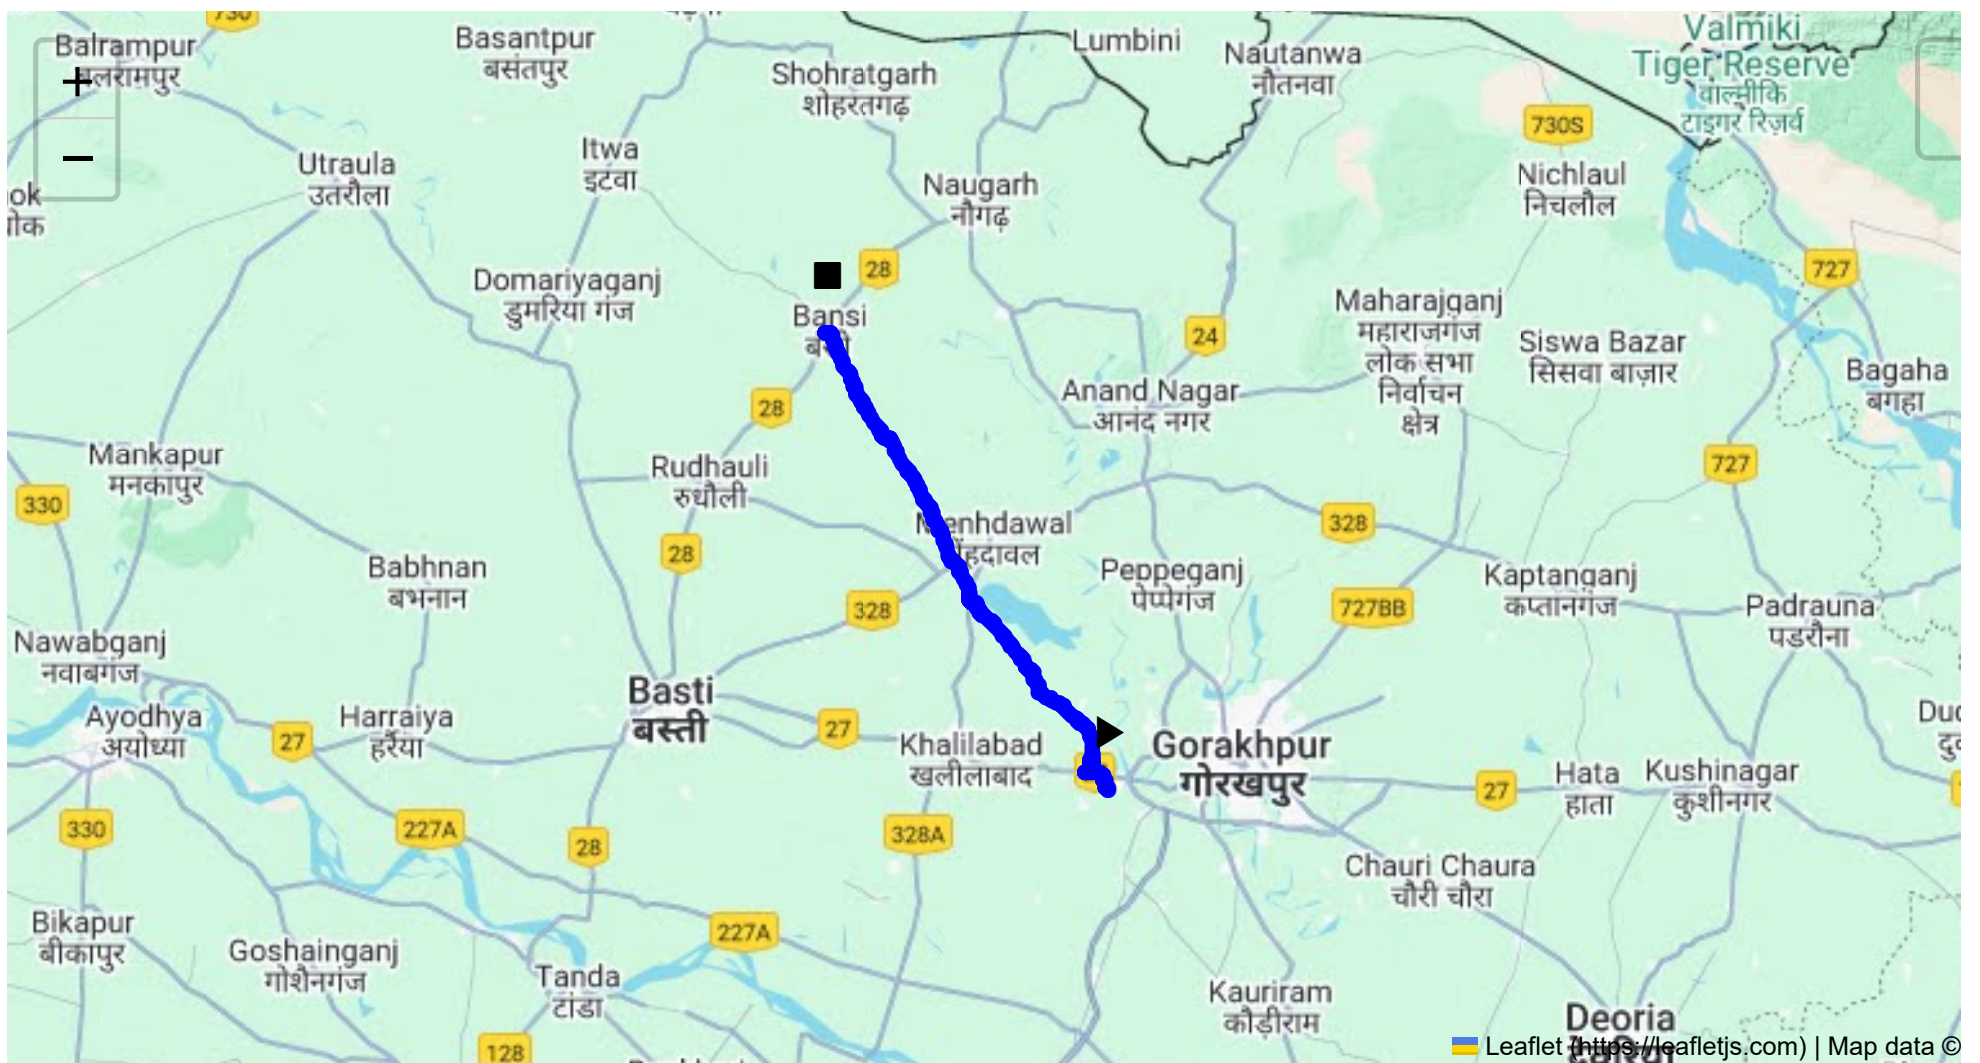 730
Balrampur
बलरामपुर
Basantpur
बसंतपुर
Shohratgarh
शोहरतगढ़
Lumbini
Nautanwa
नौतनवा
Valmiki
Tiger Reserve
वाल्मीकि
टाइगर रिज़र्व
730S
+
−
Utraula
उतरौला
Itwa
इटवा
Naugarh
नौगढ़
Nichlaul
निचलौल
ok
28
727
Domariyaganj
डुमरिया गंज
Bansi
24
Maharajganj
महाराजगंज
लोक सभा
निर्वाचन
क्षेत्र
Siswa Bazar
सिसवा बाज़ार
Bagaha
बगहा
28
Anand Nagar
आनंद नगर
Mankapur
मनकापुर
330
Rudhauli
रुधौली
727
28
Menhdawal
328
Babhnan
बभनान
328
Peppeganj
पेप्पेगंज
727BB
Kaptanganj
कप्तानगंज
Padrauna
पडरौना
Nawabganj
नवाबगंज
Basti
बस्ती
Ayodhya
अयोध्या
27
Harraiya
हर्रैया
27
Khalilabad
खलीलाबाद
Gorakhpur
गोरखपुर
27
Hata
हाता
Kushinagar
कुशीनगर
330
227A
28
328A
Chauri Chaura
चौरी चौरा
Bikapur
बीकापुर
Goshainganj
गोशैनगंज
227A
Tanda
टांडा
Kauriram
कौड़ीराम
Deoria
128
Leaflet (https://leafletjs.com) | Map data ©